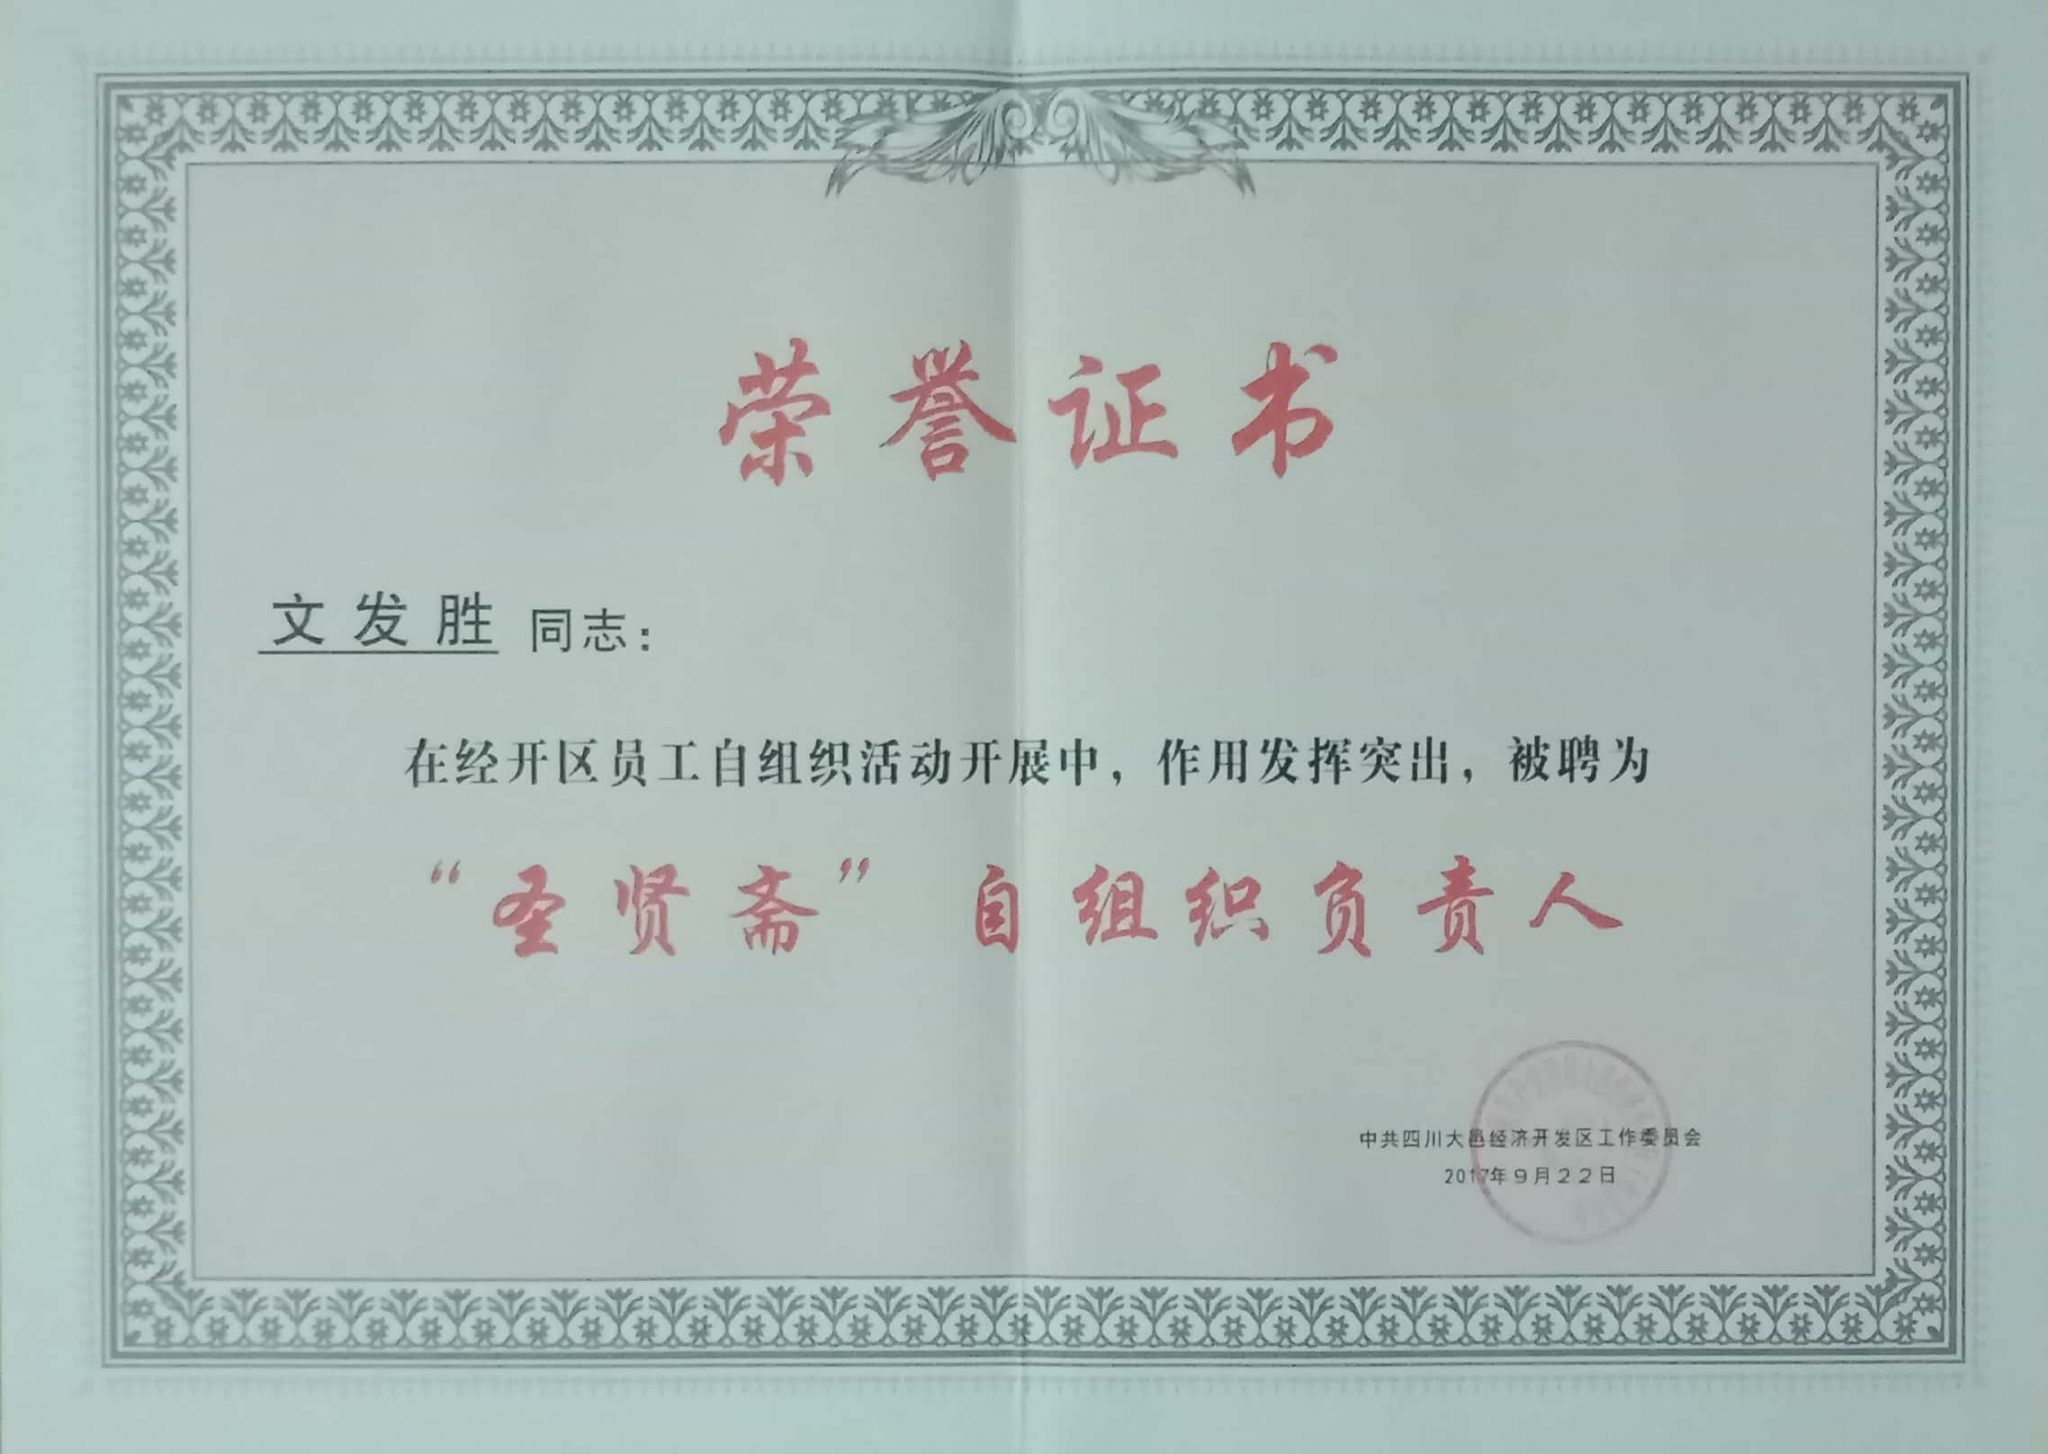 荣誉证书
文发胜 同志：
在经开区员工自组织活动开展中，作用发挥突出，被聘为
“圣贤斋”自组织负责人
中共四川大邑经济开发区工作委员会
2017年9月22日